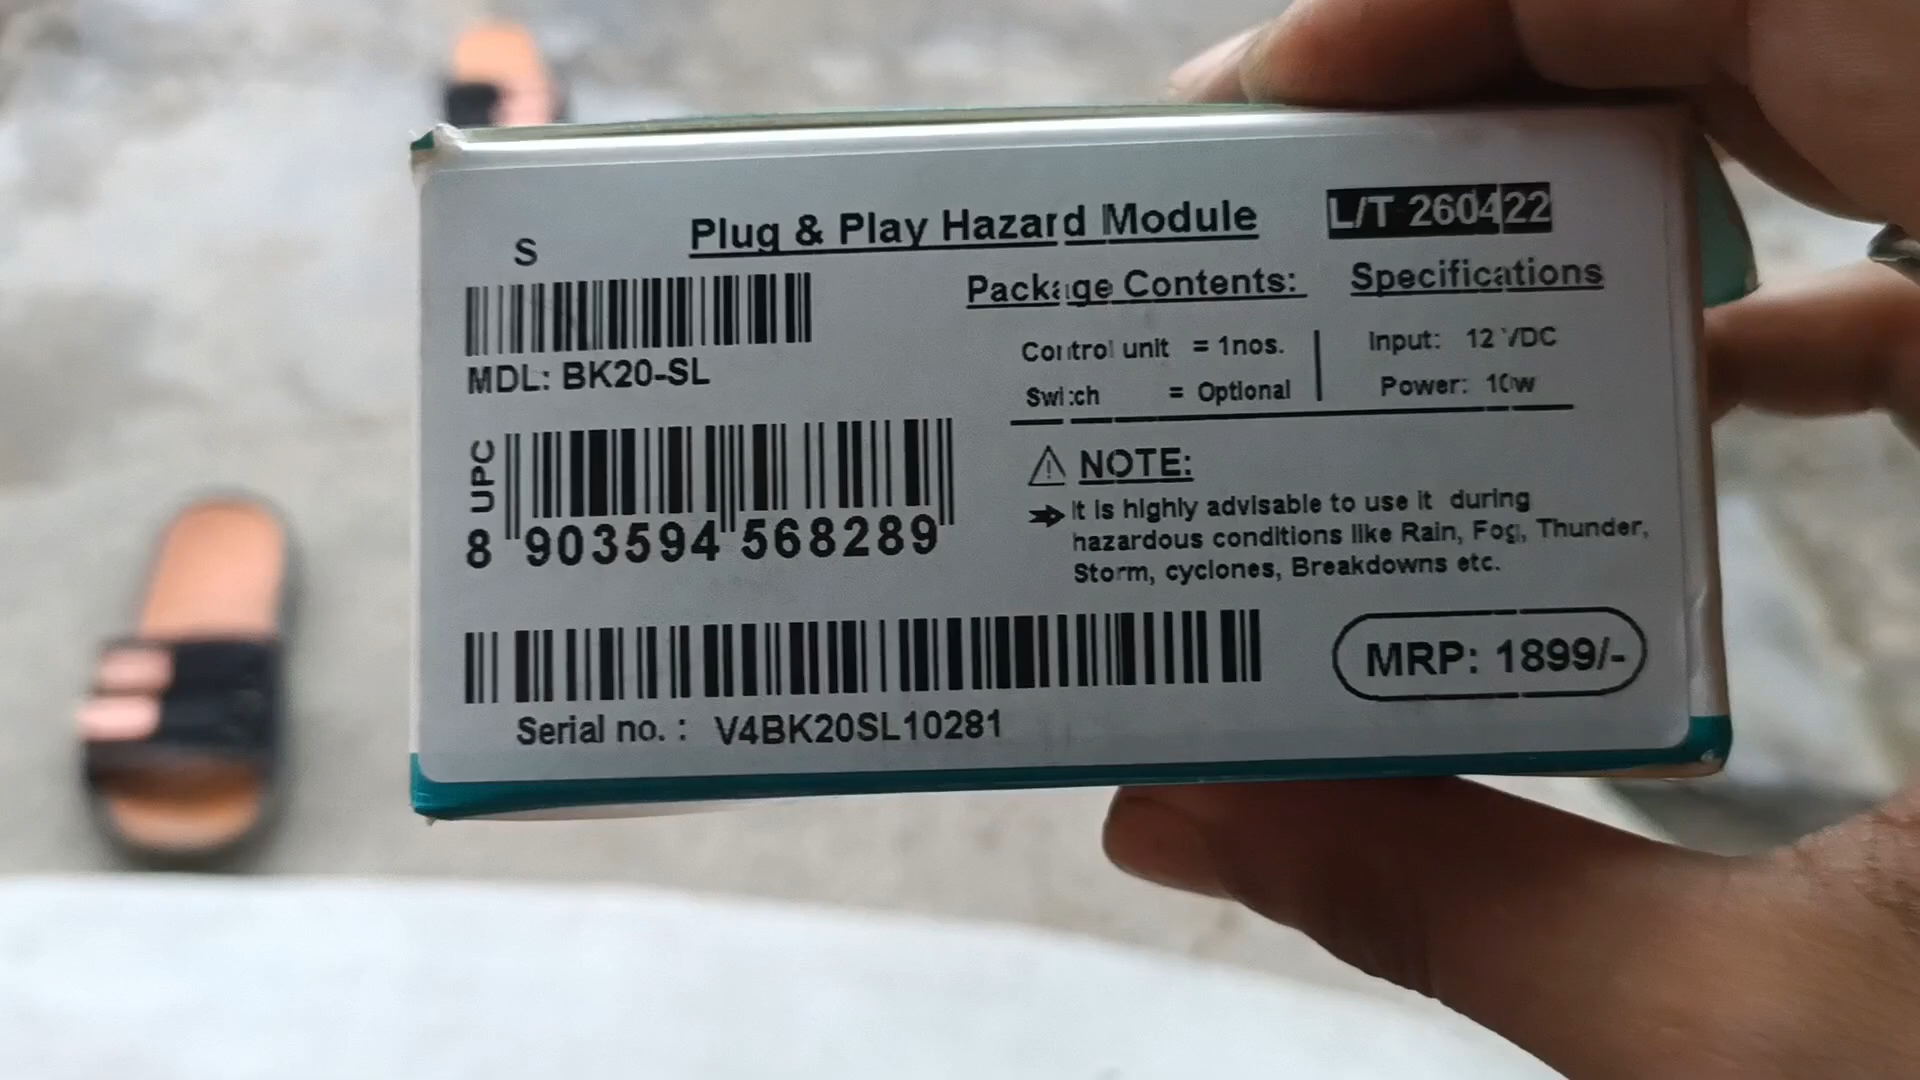 S
Plug & Play Hazard Module
L/T 260422
MDL: BK20-SL
Package Contents:
Control unit = 1nos.
Switch = Optional
Specifications
Input: 12 VDC
Power: 10w
UPC
8 903594 568289
NOTE:
It is highly advisable to use it during
hazardous conditions like Rain, Fog, Thunder,
Storm, cyclones, Breakdowns etc.
Serial no. : V4BK20SL10281
MRP: 1899/-